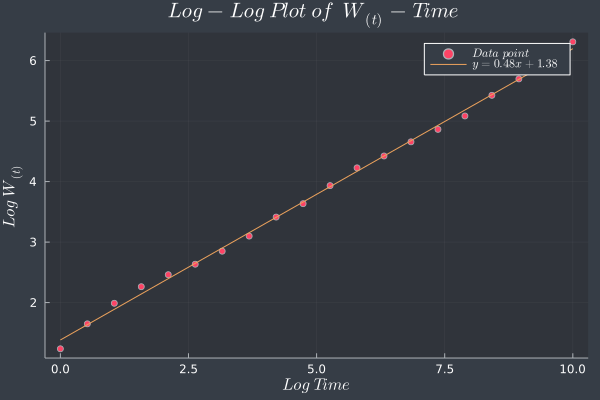 Log − Log Plot of W(t) − Time
Data point
y = 0.48x + 1.38
6
5
4
3
2
Log W(t)
0.0 2.5 5.0 7.5 10.0
Log Time